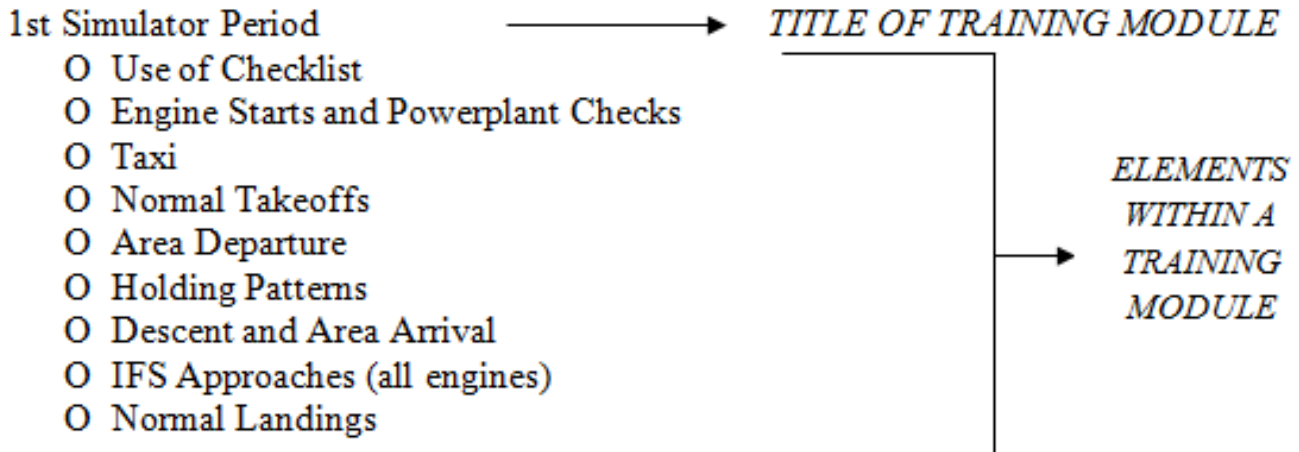 1st Simulator Period
TITLE OF TRAINING MODULE
O Use of Checklist
O Engine Starts and Powerplant Checks
O Taxi
O Normal Takeoffs
O Area Departure
O Holding Patterns
O Descent and Area Arrival
O IFS Approaches (all engines)
O Normal Landings
ELEMENTS
WITHIN A
TRAINING
MODULE